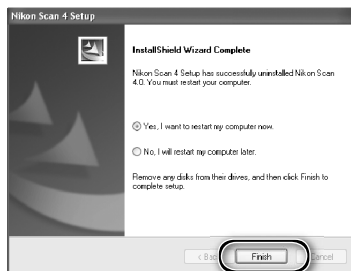 Nikon Scan 4 Setup
InstallShield Wizard Complete
Nikon Scan 4 Setup has successfully uninstalled Nikon Scan
4.0. You must restart your computer.
Yes, I want to restart my computer now.
No, I will restart my computer later.
Remove any disks from their drives, and then click Finish to
complete setup.
Finish
Cancel